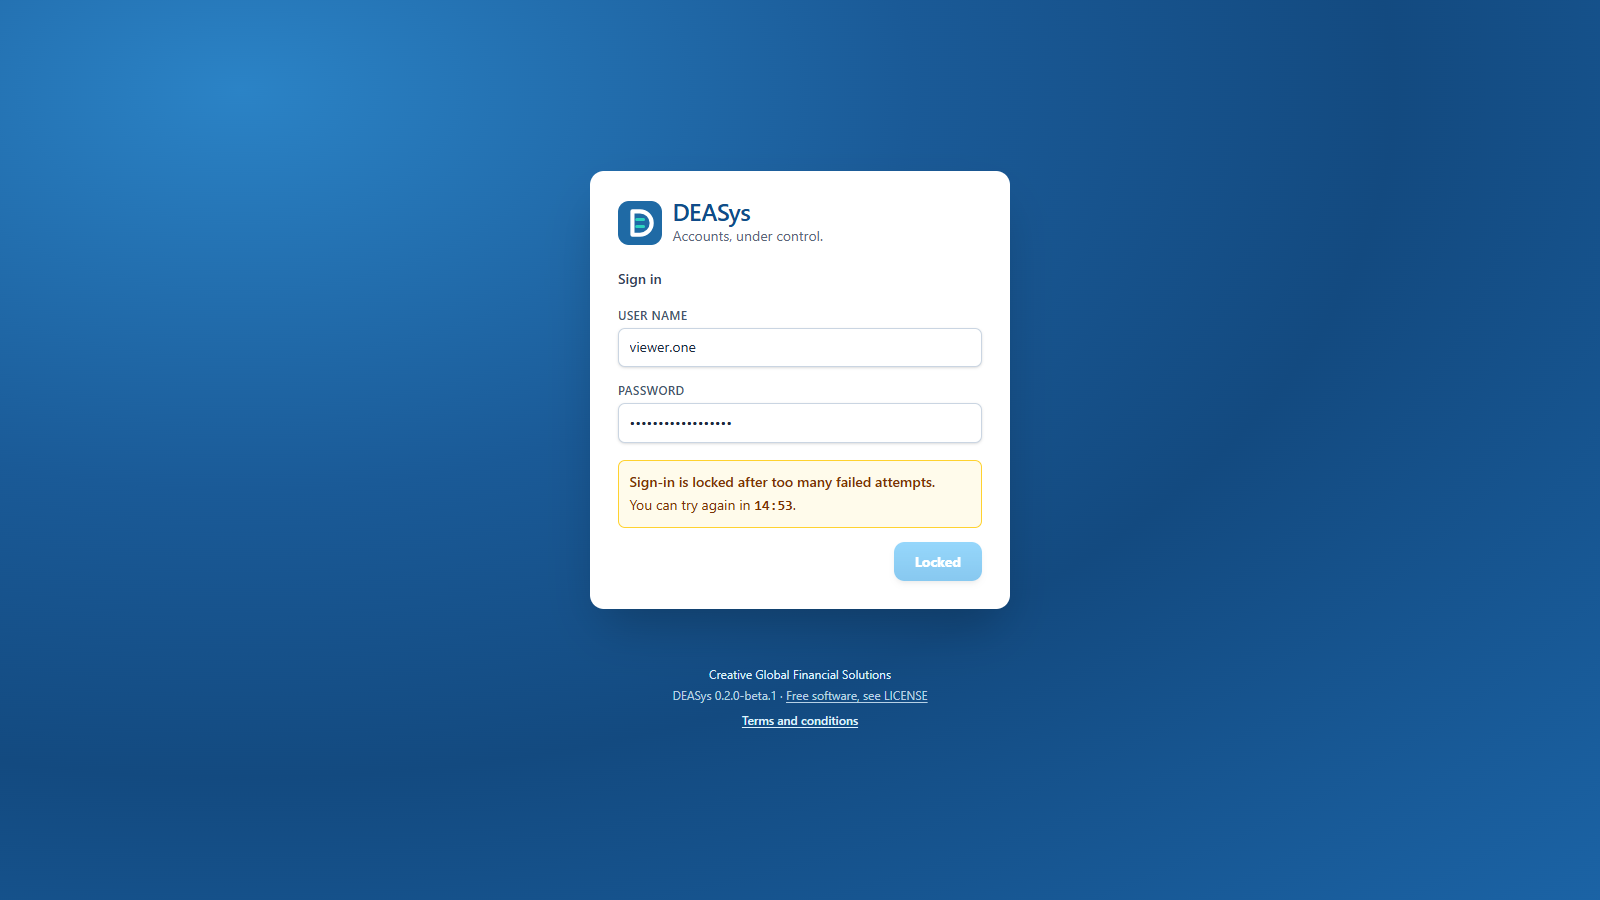 DEASys
Accounts, under control.
Sign in
USER NAME
viewer.one
PASSWORD
••••••••••••••••••
Sign-in is locked after too many failed attempts.
You can try again in 14:53.
Locked
Creative Global Financial Solutions
DEASys 0.2.0-beta.1 · Free software, see LICENSE
Terms and conditions